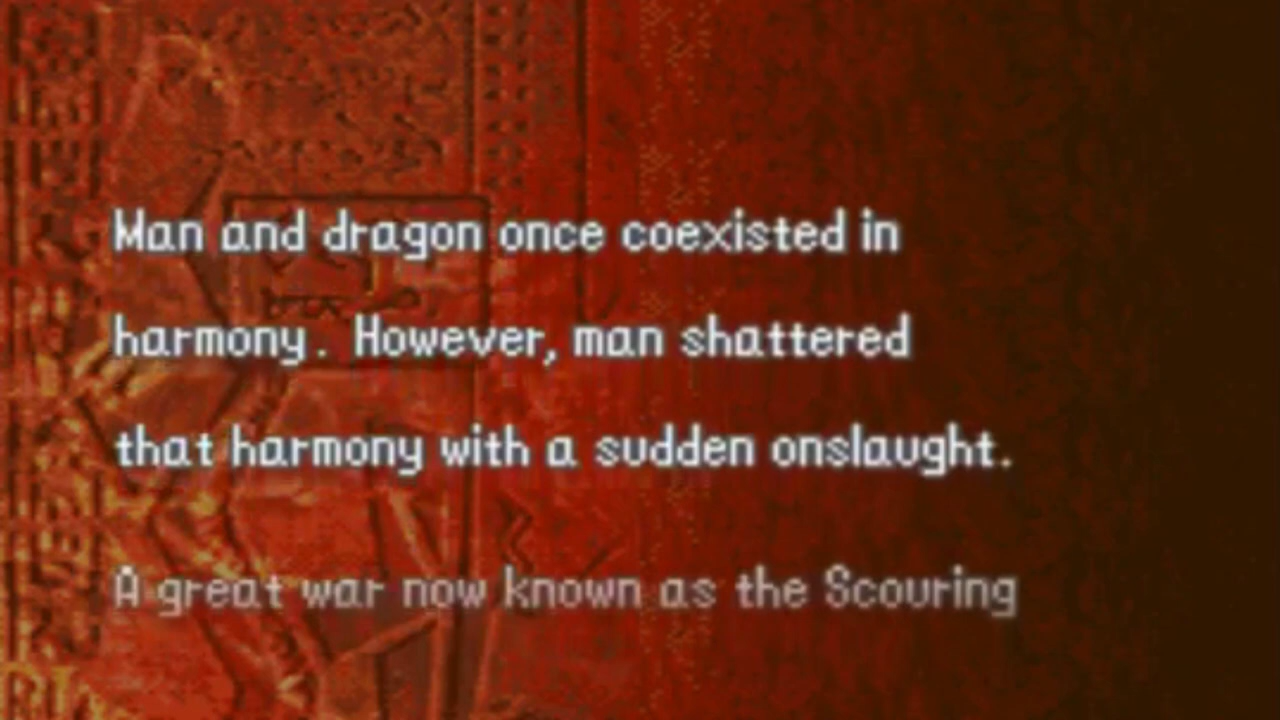 Man and dragon once coexisted in
harmony. However, man shattered
that harmony with a sudden onslaught.
A great war now known as the Scouring